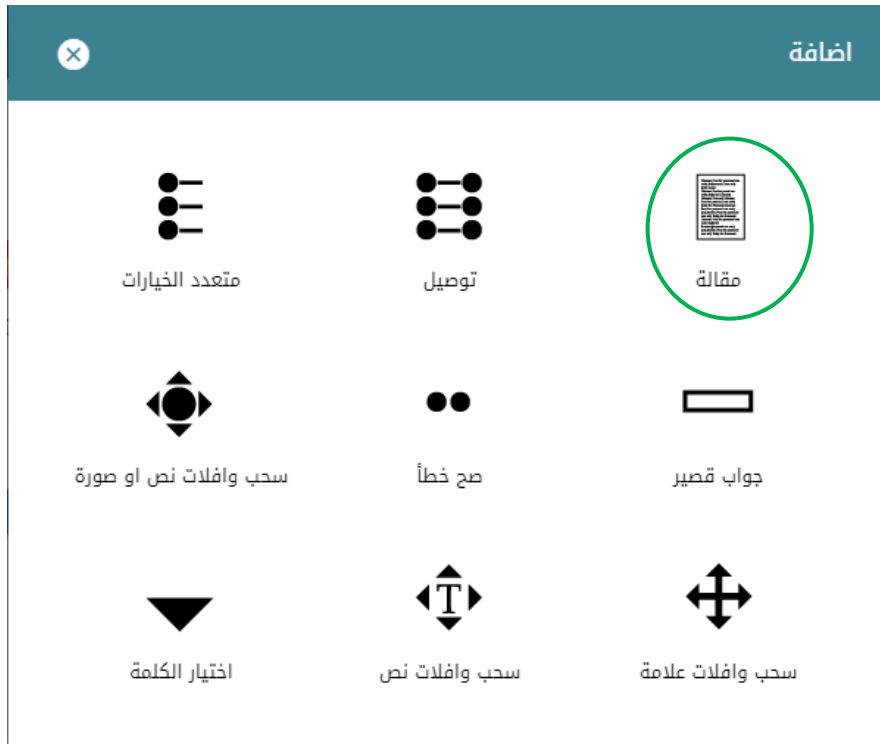 اضافة
مقالة
توصيل
متعدد الخيارات
جواب قصير
صح خطأ
سحب وافلات نص او صورة
T
سحب وافلات علامة
سحب وافلات نص
اختيار الكلمة